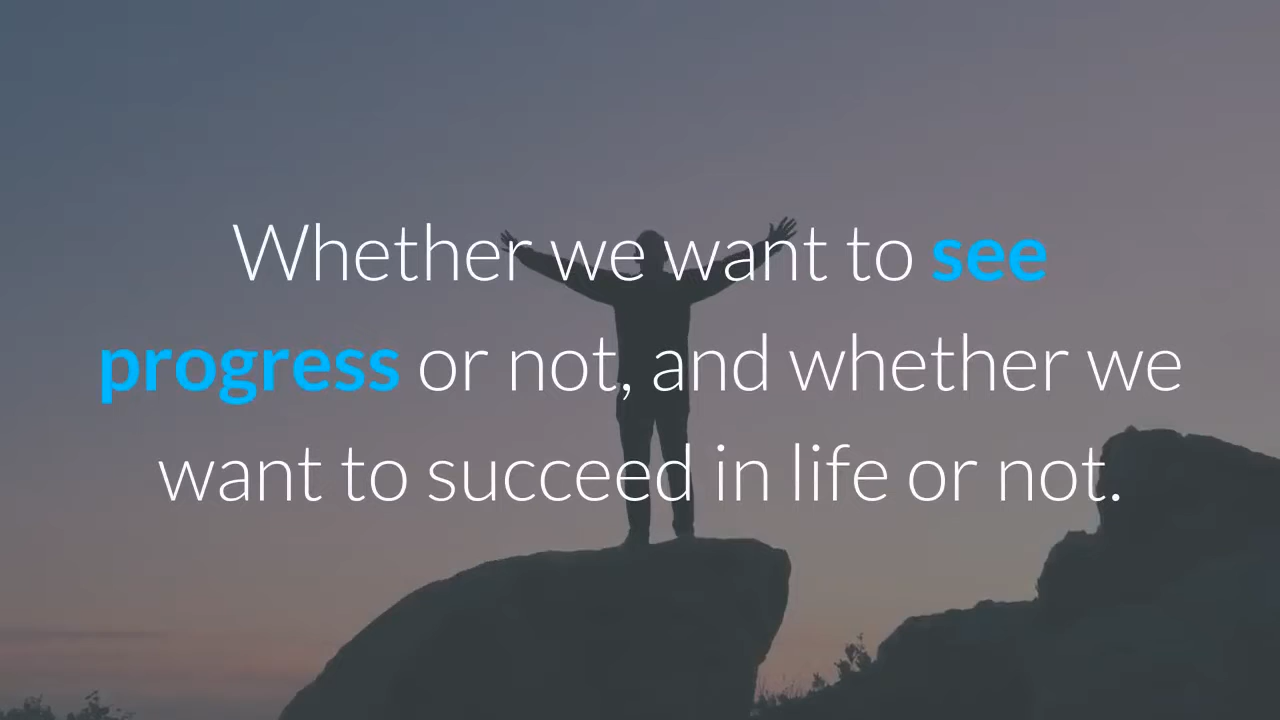 Whether we want to see
progress or not, and whether we
want to succeed in life or not.